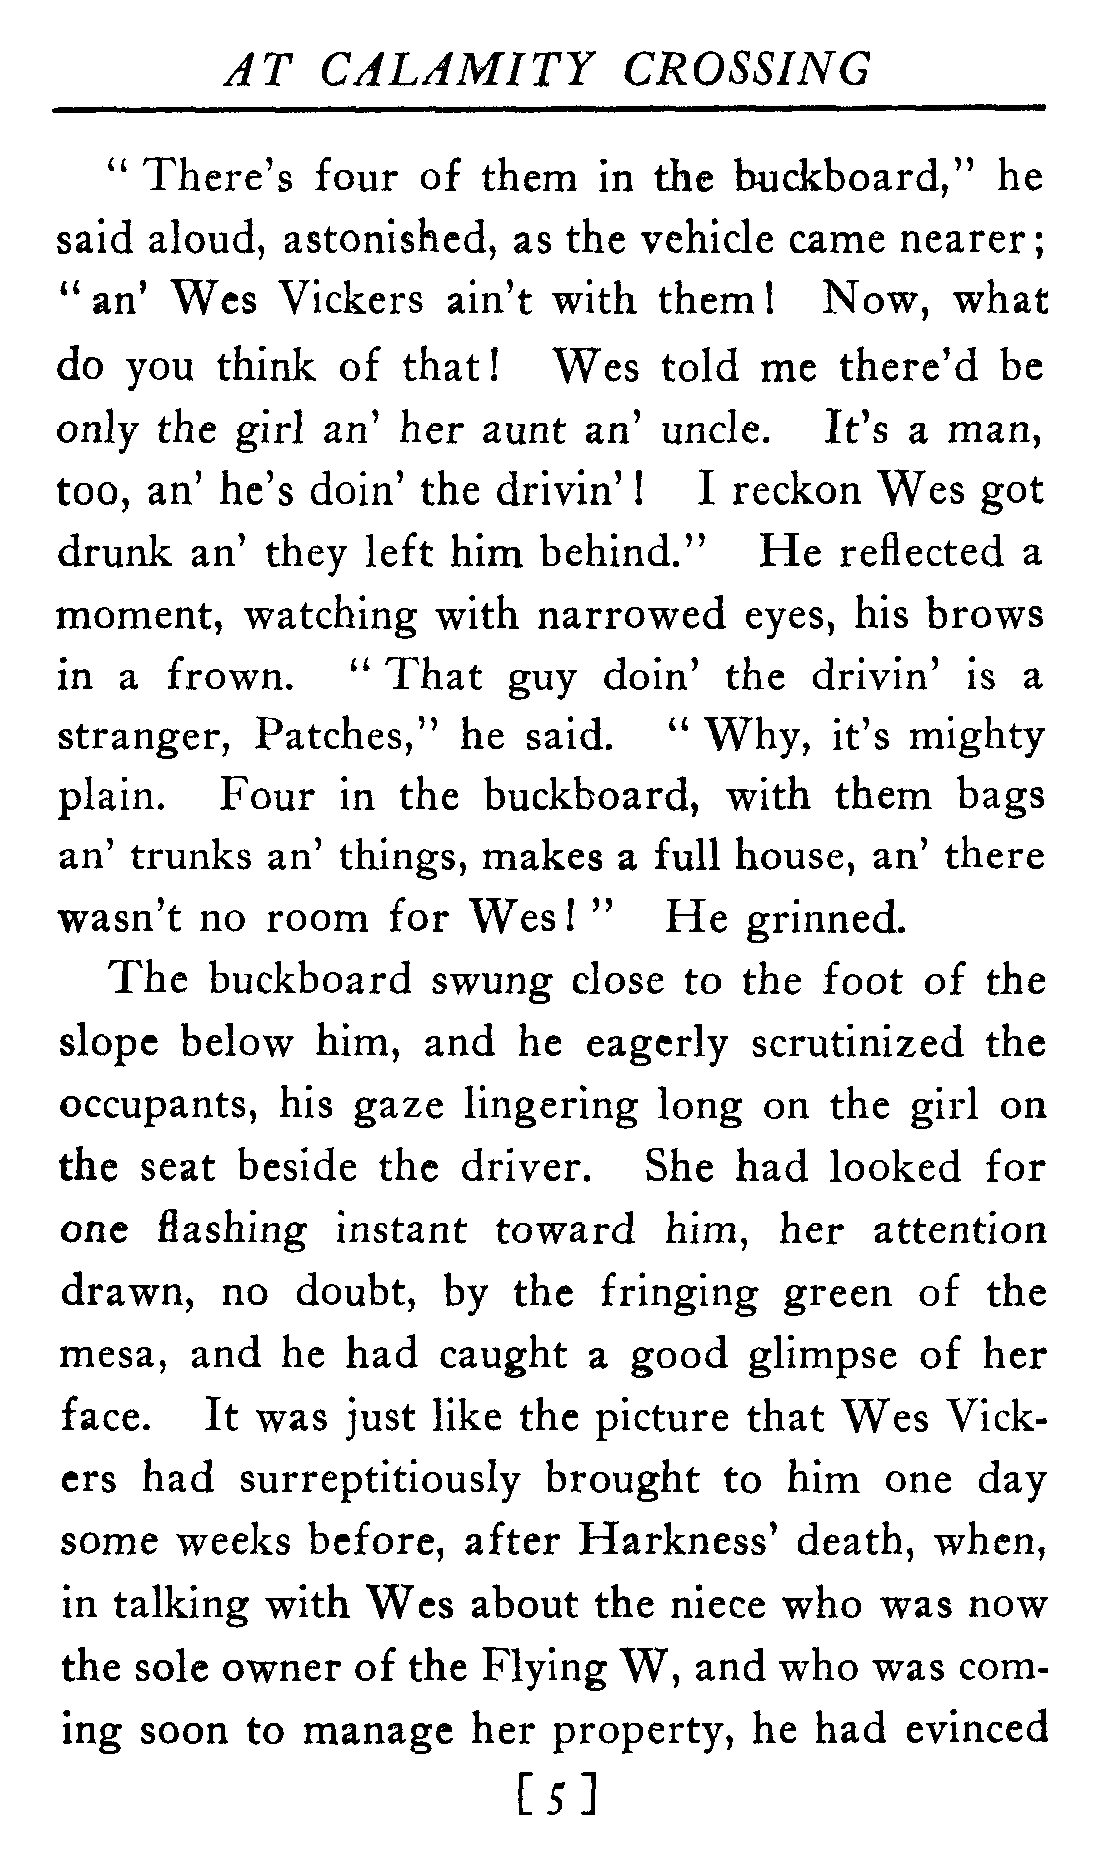 AT CALAMITY CROSSING
" There's four of them in the buckboard," he
said aloud, astonished, as the vehicle came nearer;
" an' Wes Vickers ain't with them! Now, what
do you think of that! Wes told me there'd be
only the girl an' her aunt an' uncle. It's a man,
too, an' he's doin' the drivin'! I reckon Wes got
drunk an' they left him behind." He reflected a
moment, watching with narrowed eyes, his brows
in a frown. " That guy doin' the drivin' is a
stranger, Patches," he said. " Why, it's mighty
plain. Four in the buckboard, with them bags
an' trunks an' things, makes a full house, an' there
wasn't no room for Wes! " He grinned.
The buckboard swung close to the foot of the
slope below him, and he eagerly scrutinized the
occupants, his gaze lingering long on the girl on
the seat beside the driver. She had looked for
one flashing instant toward him, her attention
drawn, no doubt, by the fringing green of the
mesa, and he had caught a good glimpse of her
face. It was just like the picture that Wes Vick-
ers had surreptitiously brought to him one day
some weeks before, after Harkness' death, when,
in talking with Wes about the niece who was now
the sole owner of the Flying W, and who was com-
ing soon to manage her property, he had evinced
[ 5 ]